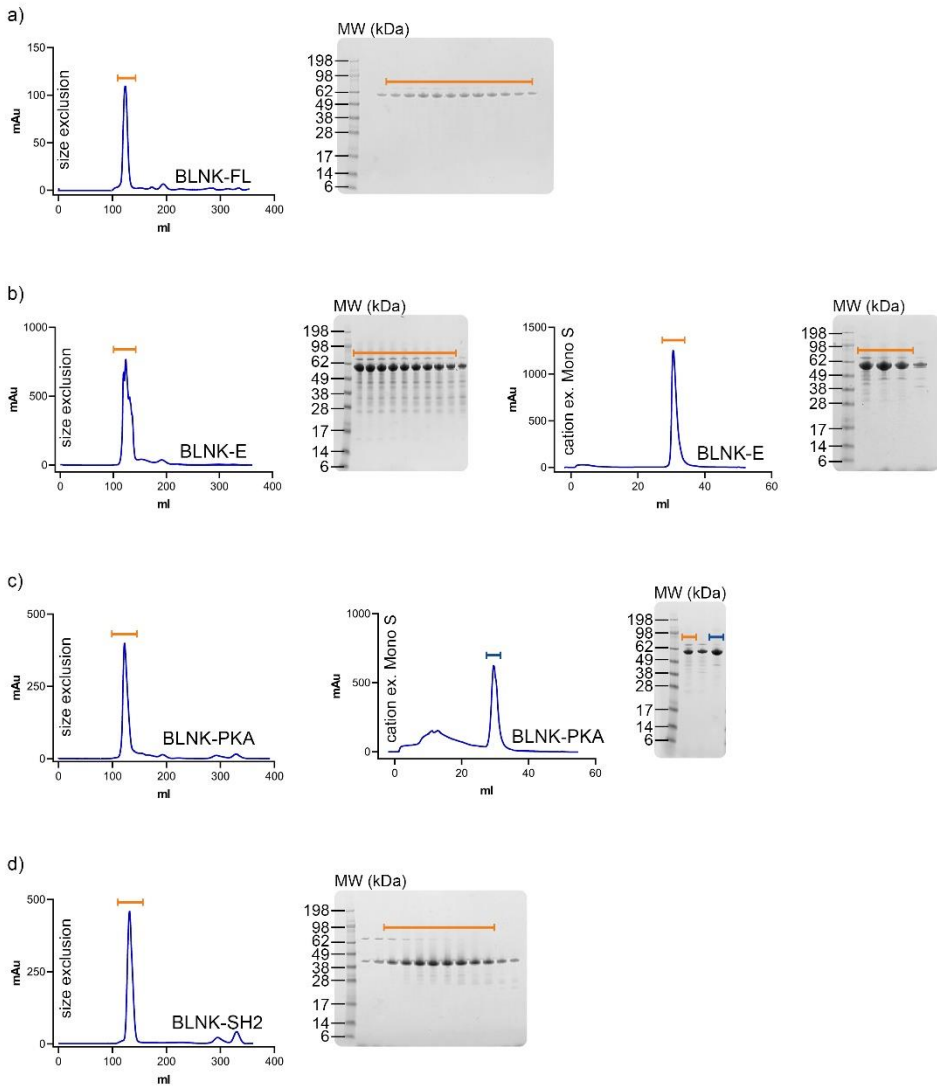 a)
MW (kDa)
150
100
50
0
mAu
size exclusion
BLNK-FL
0 100 200 300 400
ml
198
98
62
49
38
28
17
14
6
b)
1000
500
0
mAu
size exclusion
BLNK-E
0 100 200 300 400
ml
MW (kDa)
198
98
62
49
38
28
17
14
6
1500
1000
500
0
mAu
cation ex. Mono S
BLNK-E
0 20 40 60
ml
MW (kDa)
198
98
62
49
38
28
17
14
6
c)
500
250
0
mAu
size exclusion
BLNK-PKA
0 100 200 300 400
ml
1000
500
0
mAu
cation ex. Mono S
BLNK-PKA
0 20 40 60
ml
MW (kDa)
198
98
62
49
38
28
17
14
6
d)
500
250
0
mAu
size exclusion
BLNK-SH2
0 100 200 300 400
ml
MW (kDa)
198
98
62
49
38
28
17
14
6